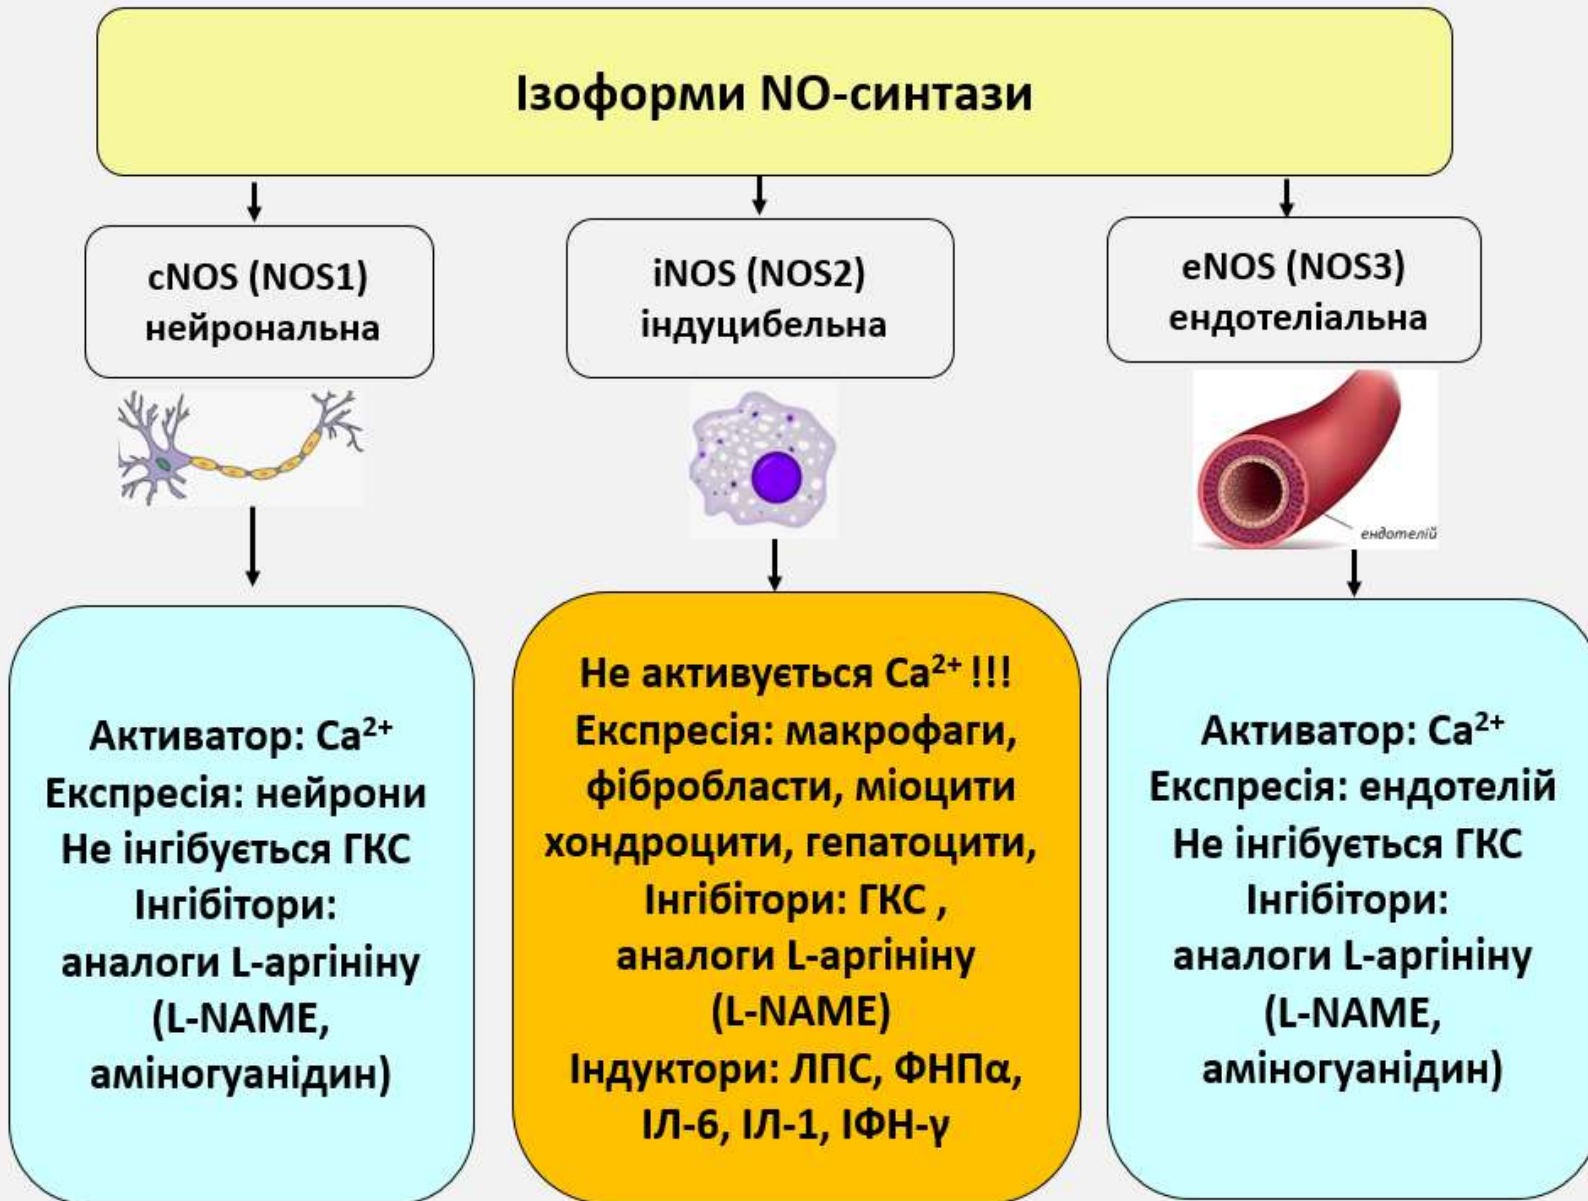 Ізоформи NO-синтази
cNOS (NOS1)
нейрональна
iNOS (NOS2)
індуцибельна
eNOS (NOS3)
ендотеліальна
ендотелій
Активатор: Ca²⁺
Експресія: нейрони
Не інгібується ГКС
Інгібітори:
аналоги L-аргініну
(L-NAME,
аміногуанідин)
Не активується Ca²⁺ !!!
Експресія: макрофаги,
фібробласти, міоцити
хондроцити, гепатоцити,
Інгібітори: ГКС ,
аналоги L-аргініну
(L-NAME)
Індуктори: ЛПС, ФНПα,
ІЛ-6, ІЛ-1, ІФН-γ
Активатор: Ca²⁺
Експресія: ендотелій
Не інгібується ГКС
Інгібітори:
аналоги L-аргініну
(L-NAME,
аміногуанідин)